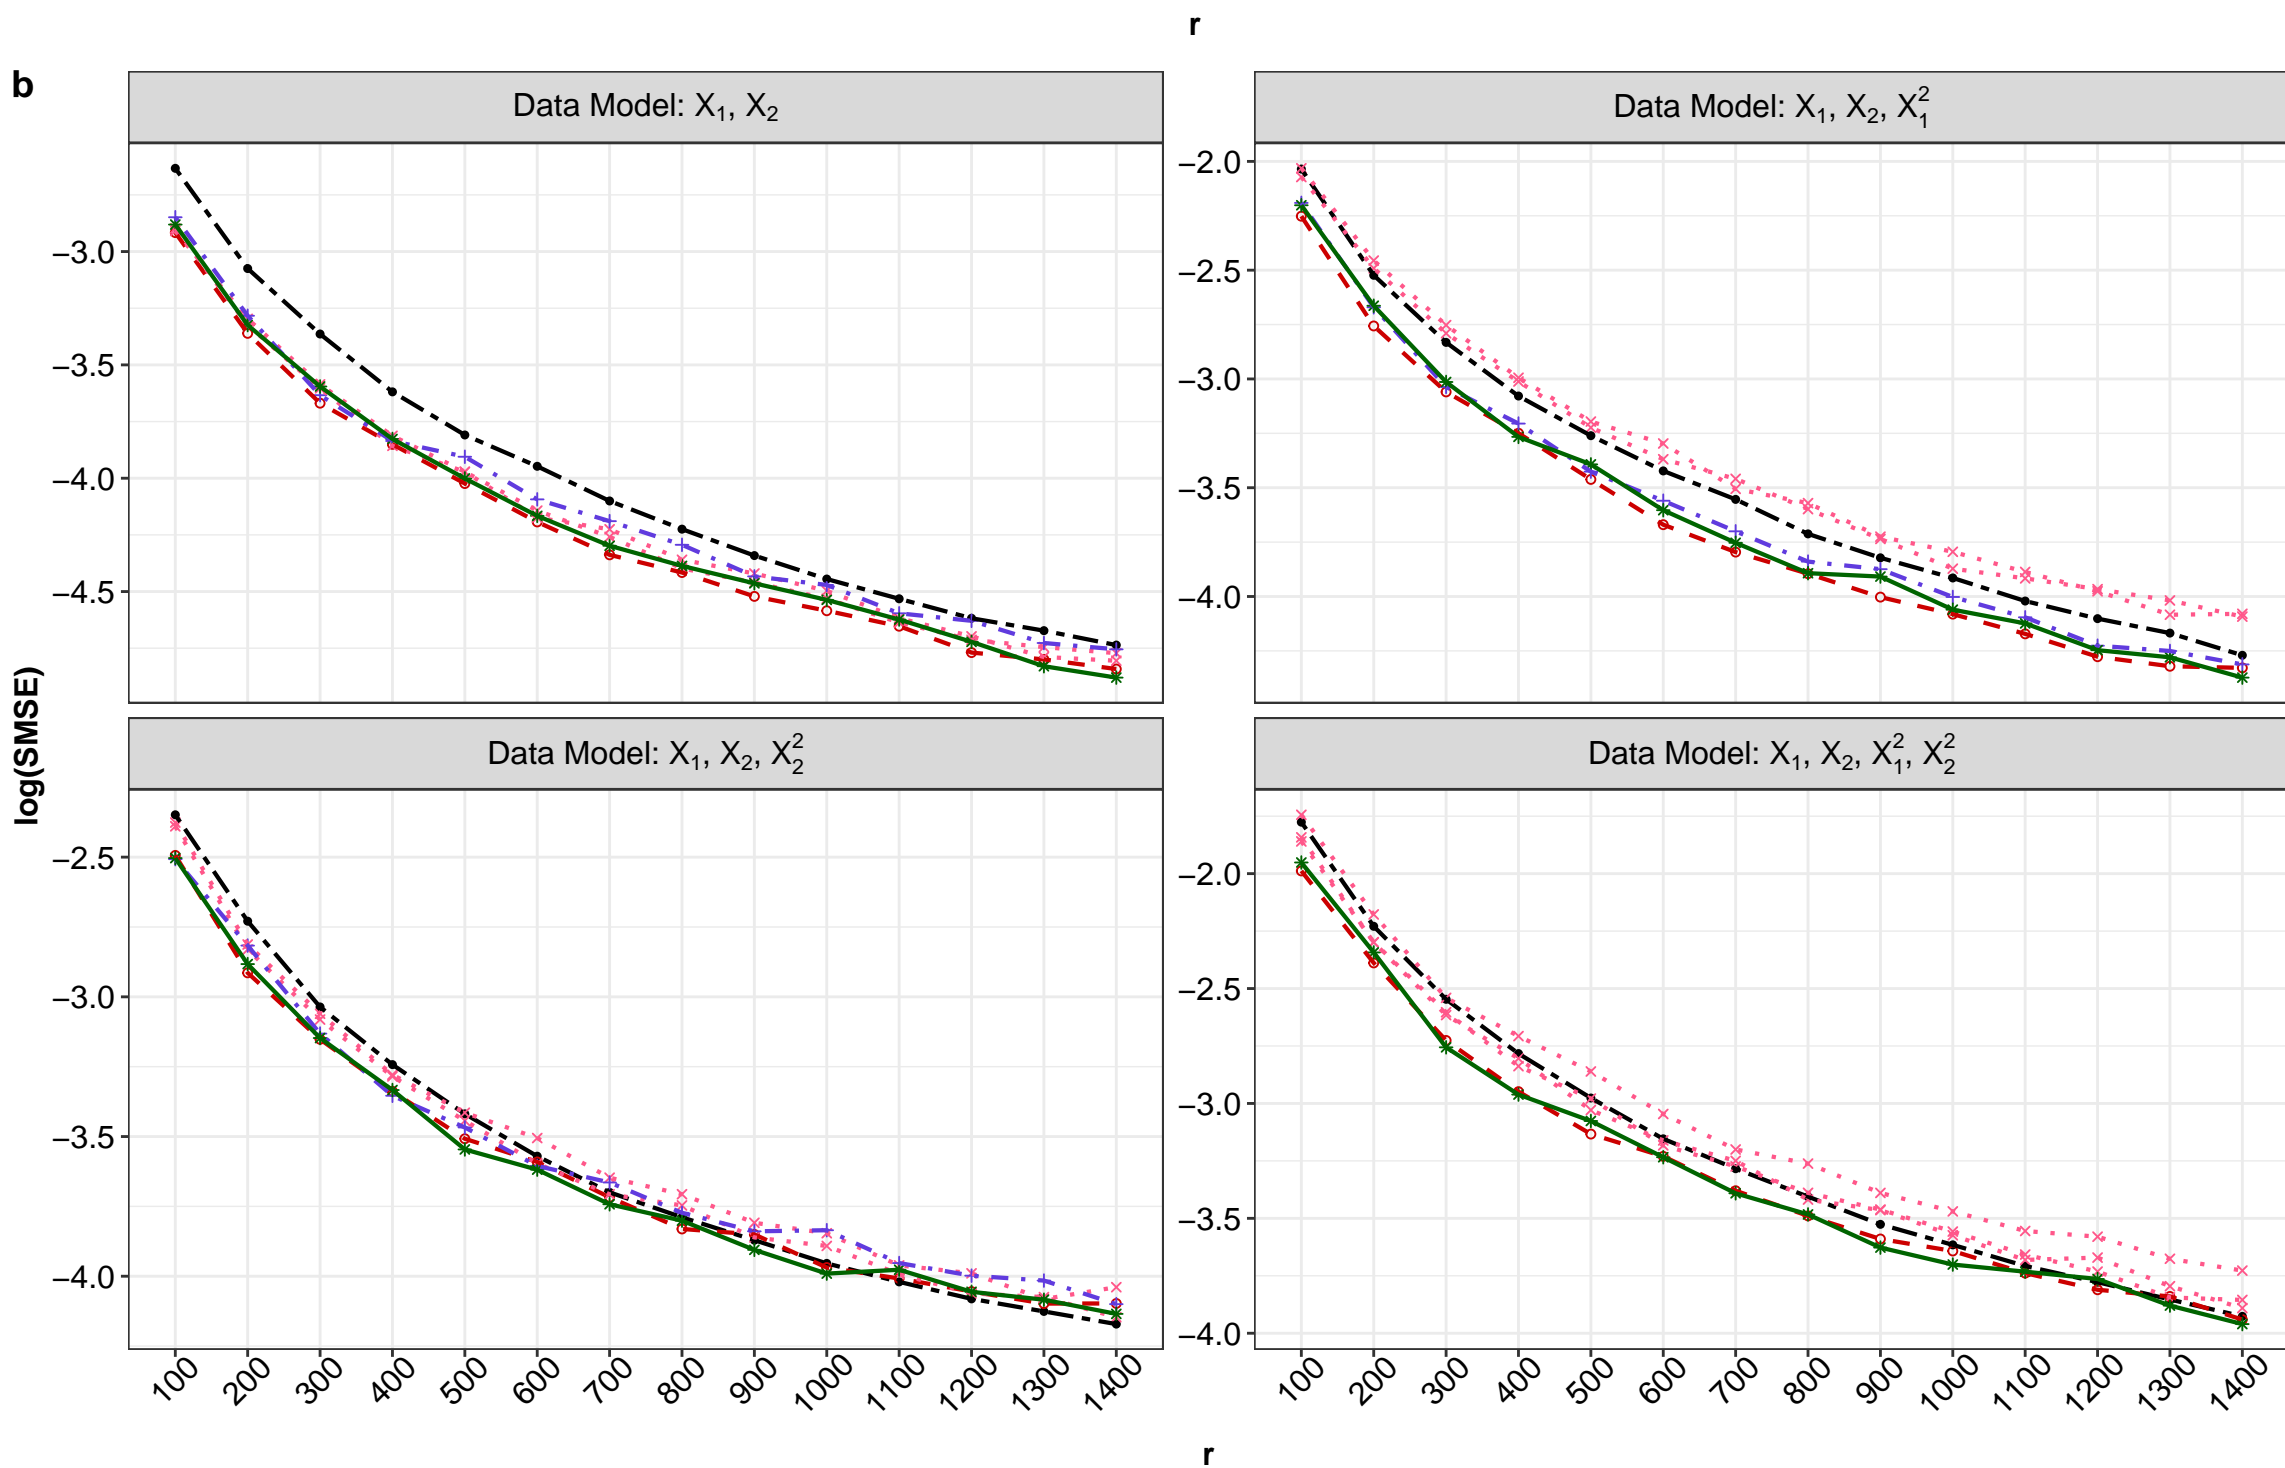 r
b
Data Model: X₁, X₂
Data Model: X₁, X₂, X₁²
−3.0
−3.5
−4.0
−4.5
−2.0
−2.5
−3.0
−3.5
−4.0
log(SMSE)
Data Model: X₁, X₂, X₂²
Data Model: X₁, X₂, X₁², X₂²
−2.5
−3.0
−3.5
−4.0
−2.0
−2.5
−3.0
−3.5
−4.0
100 200 300 400 500 600 700 800 900 1000 1100 1200 1300 1400
100 200 300 400 500 600 700 800 900 1000 1100 1200 1300 1400
r